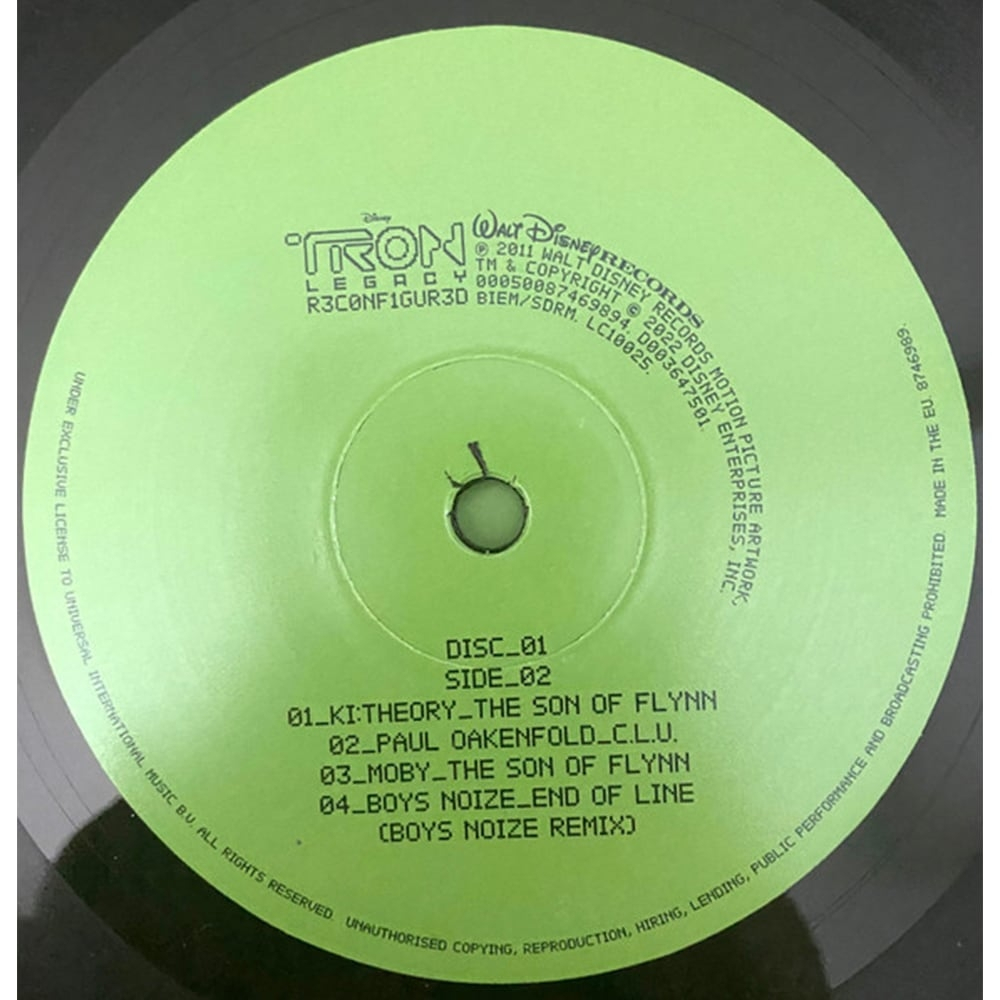 Disney
TRON
LEGACY
R3C0NF1GUR3D
WALT DISNEY RECORDS
℗ 2011 WALT DISNEY RECORDS MOTION PICTURE ARTWORK,
TM & COPYRIGHT © 2022 DISNEY ENTERPRISES, INC.
00050087469894. D003647501.
BIEM/SDRM. LC10025.
DISC_01
SIDE_02
01_KI:THEORY_THE SON OF FLYNN
02_PAUL OAKENFOLD_C.L.U.
03_MOBY_THE SON OF FLYNN
04_BOYS NOIZE_END OF LINE
(BOYS NOIZE REMIX)
UNDER EXCLUSIVE LICENSE TO UNIVERSAL INTERNATIONAL MUSIC B.V. ALL RIGHTS RESERVED. UNAUTHORISED COPYING, REPRODUCTION, HIRING, LENDING, PUBLIC PERFORMANCE AND BROADCASTING PROHIBITED. MADE IN THE EU. 8746989.